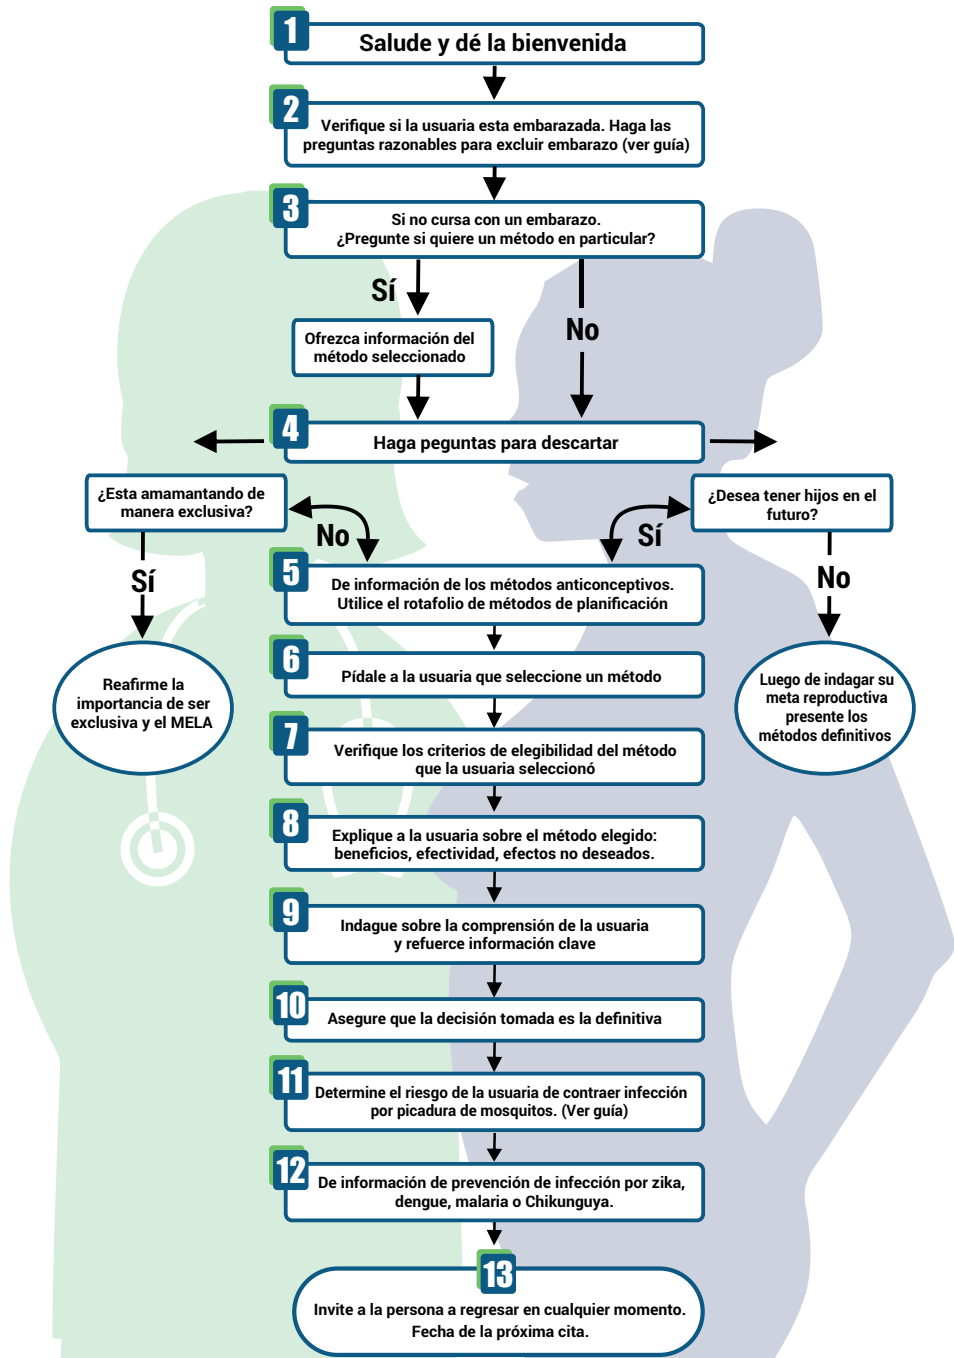 1
Salude y dé la bienvenida
2
Verifique si la usuaria esta embarazada. Haga las
preguntas razonables para excluir embarazo (ver guía)
3
Si no cursa con un embarazo.
¿Pregunte si quiere un método en particular?
Sí
No
Ofrezca información del
método seleccionado
4
Haga peguntas para descartar
¿Esta amamantando de
manera exclusiva?
No
Sí
Reafirme la
importancia de ser
exclusiva y el MELA
¿Desea tener hijos en el
futuro?
Sí
No
Luego de indagar su
meta reproductiva
presente los
métodos definitivos
5
De información de los métodos anticonceptivos.
Utilice el rotafolio de métodos de planificación
6
Pídale a la usuaria que seleccione un método
7
Verifique los criterios de elegibilidad del método
que la usuaria seleccionó
8
Explique a la usuaria sobre el método elegido:
beneficios, efectividad, efectos no deseados.
9
Indague sobre la comprensión de la usuaria
y refuerce información clave
10
Asegure que la decisión tomada es la definitiva
11
Determine el riesgo de la usuaria de contraer infección
por picadura de mosquitos. (Ver guía)
12
De información de prevención de infección por zika,
dengue, malaria o Chikunguya.
13
Invite a la persona a regresar en cualquier momento.
Fecha de la próxima cita.